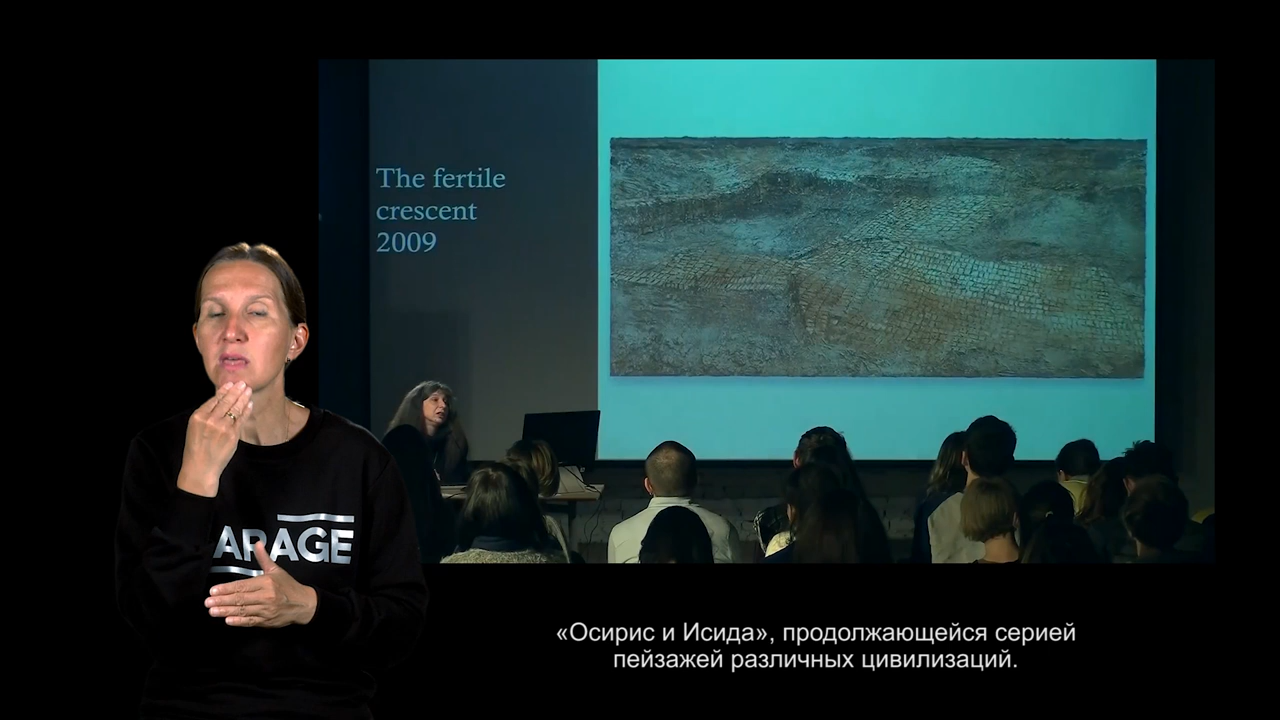 The fertile
crescent
2009
ARAGE
«Осирис и Исида», продолжающейся серией
пейзажей различных цивилизаций.